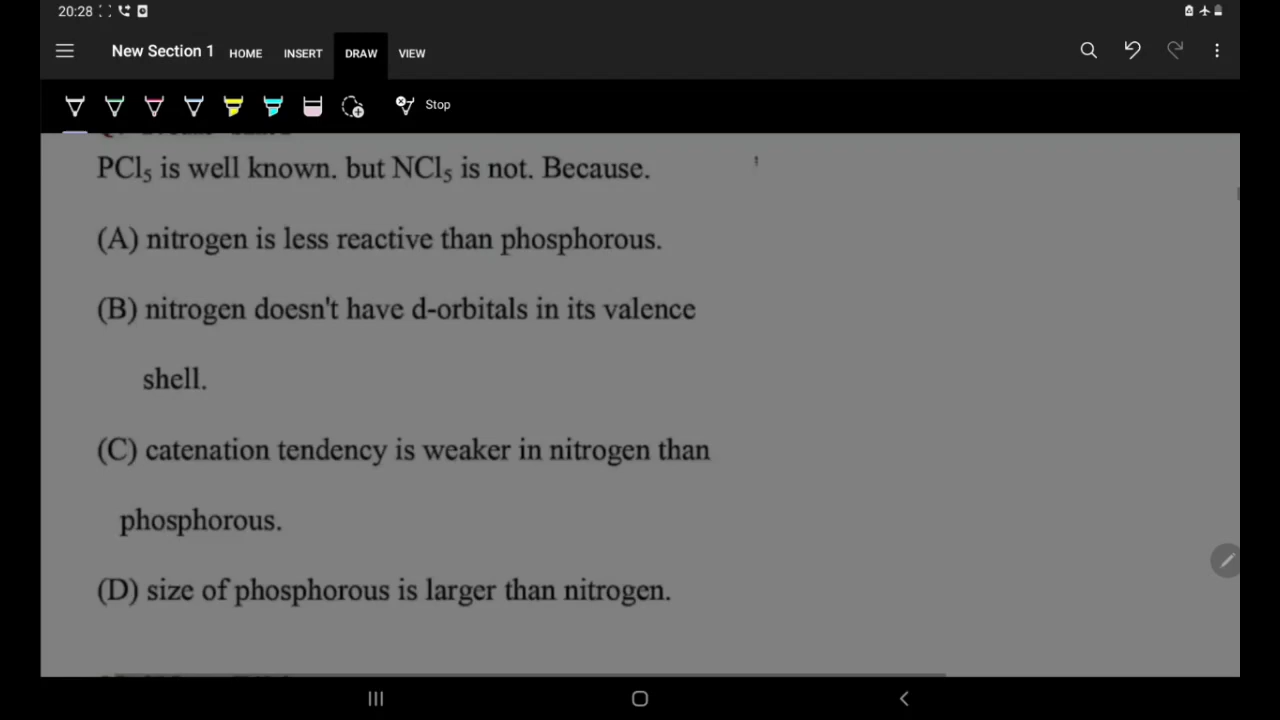 20:28
New Section 1 HOME INSERT DRAW VIEW
Stop
PCl₅ is well known. but NCl₅ is not. Because.
(A) nitrogen is less reactive than phosphorous.
(B) nitrogen doesn't have d-orbitals in its valence
shell.
(C) catenation tendency is weaker in nitrogen than
phosphorous.
(D) size of phosphorous is larger than nitrogen.